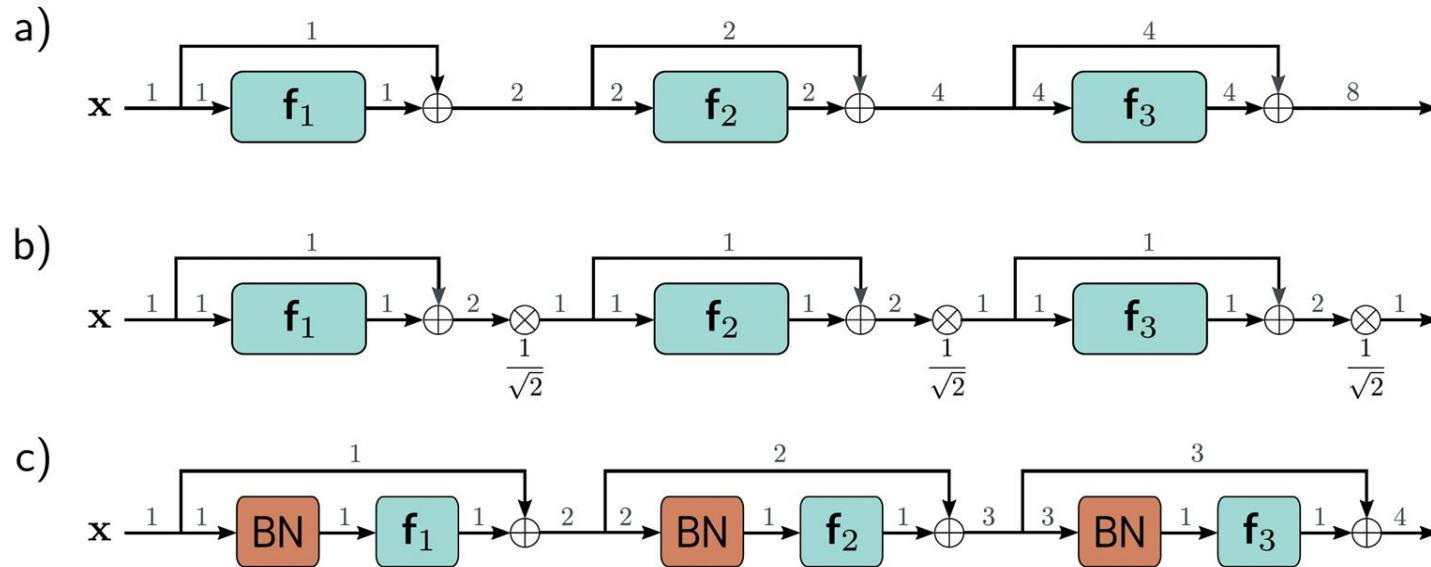 a)
1 2 4
x 1 1 f₁ 1 ⊕ 2 2 f₂ 2 ⊕ 4 4 f₃ 4 ⊕ 8
b)
1 1 1
x 1 1 f₁ 1 ⊕ 2 ⊗ 1 1 f₂ 1 ⊕ 2 ⊗ 1 1 f₃ 1 ⊕ 2 ⊗ 1
1/√2 1/√2 1/√2
c)
1 2 3
x 1 1 BN 1 f₁ 1 ⊕ 2 2 BN 1 f₂ 1 ⊕ 3 3 BN 1 f₃ 1 ⊕ 4